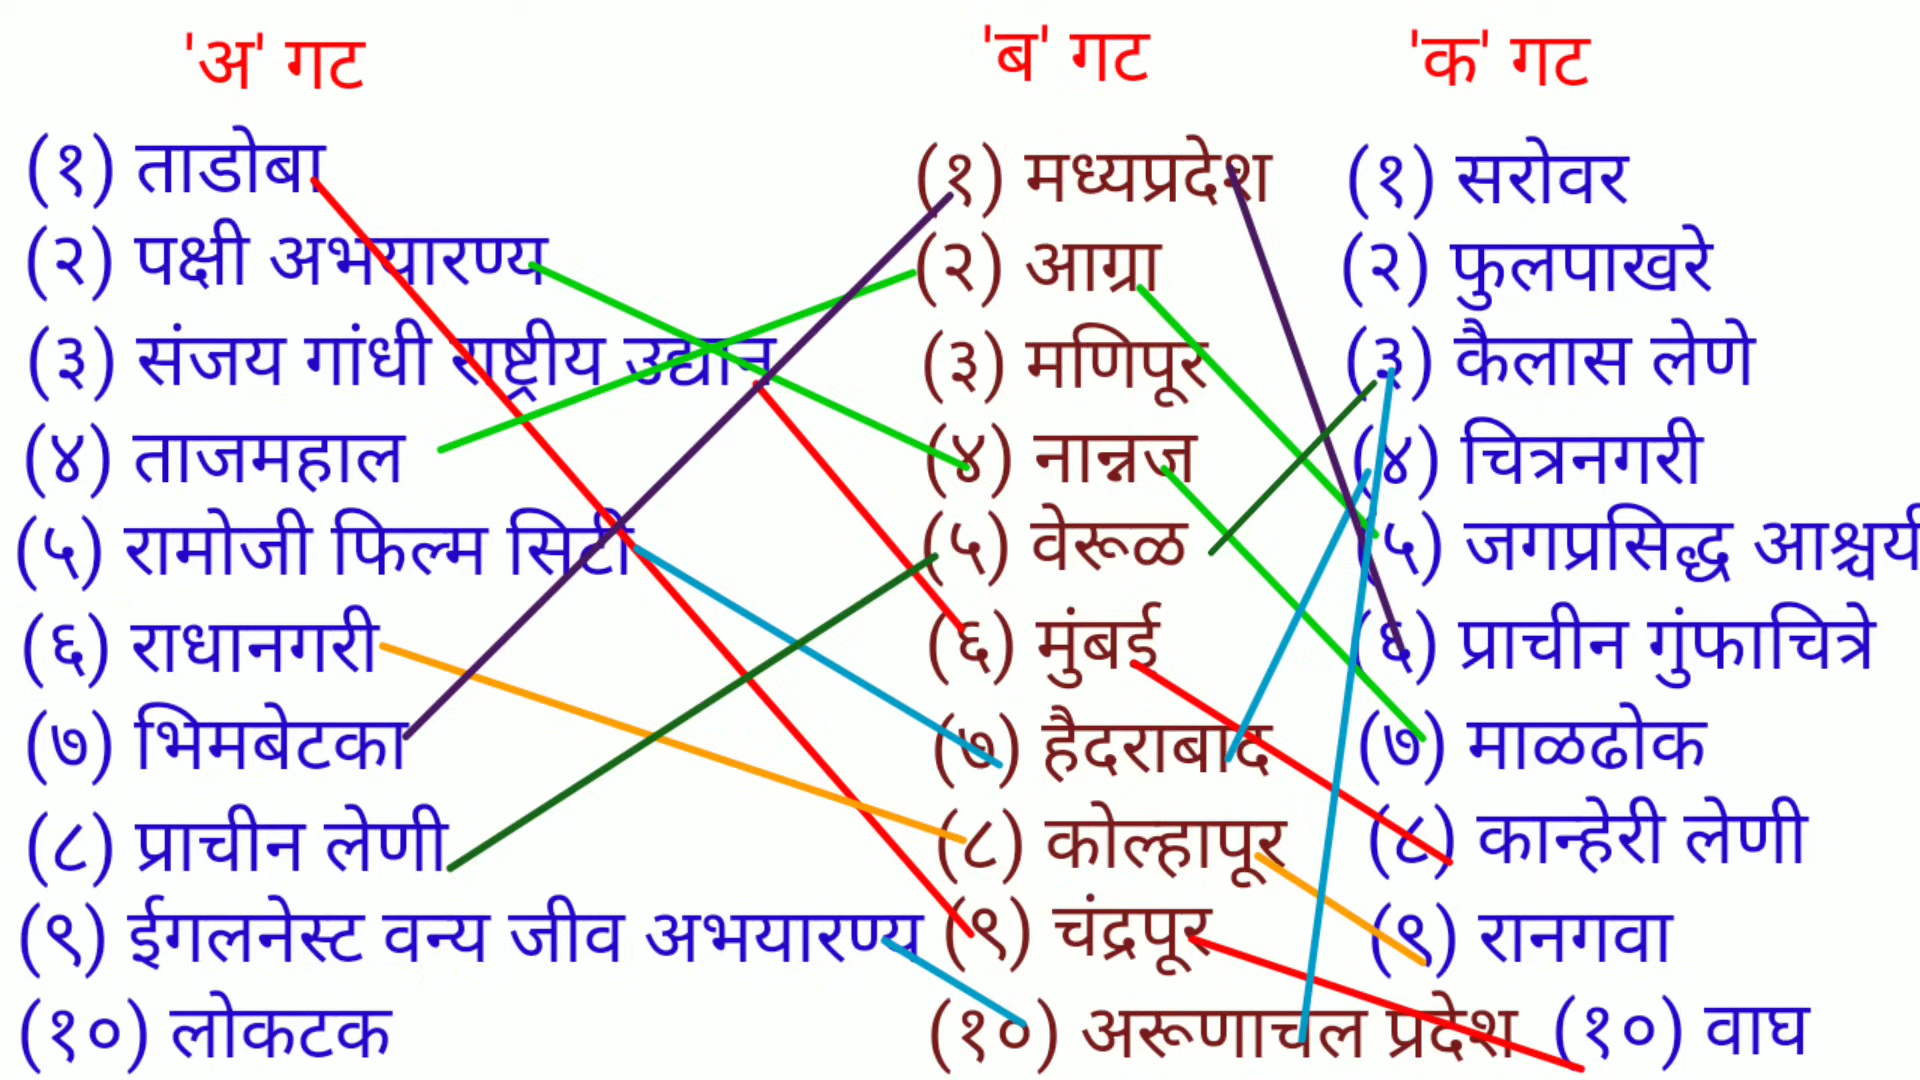 'अ' गट 'ब' गट 'क' गट
(१) ताडोबा (१) मध्यप्रदेश (१) सरोवर
(२) पक्षी अभयारण्य (२) आग्रा (२) फुलपाखरे
(३) संजय गांधी राष्ट्रीय उद्यान (३) मणिपूर (३) कैलास लेणे
(४) ताजमहाल (४) नान्नज (४) चित्रनगरी
(५) रामोजी फिल्म सिटी (५) वेरूळ (५) जगप्रसिद्ध आश्चर्य
(६) राधानगरी (६) मुंबई (६) प्राचीन गुंफाचित्रे
(७) भिमबेटका (७) हैदराबाद (७) माळढोक
(८) प्राचीन लेणी (८) कोल्हापूर (८) कान्हेरी लेणी
(९) ईगलनेस्ट वन्य जीव अभयारण्य (९) चंद्रपूर (९) रानगवा
(१०) लोकटक (१०) अरूणाचल प्रदेश (१०) वाघ